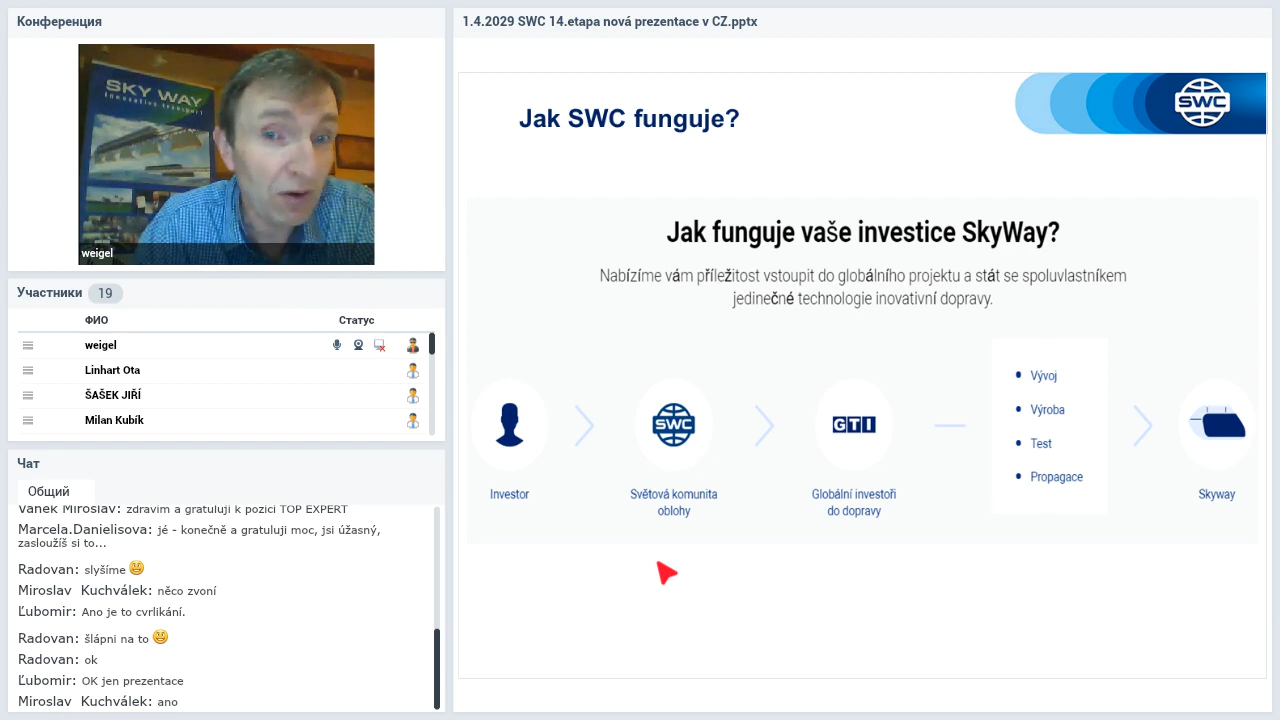 Конференция
SKY WAY
innovative transport
weigel
Участники 19
ФИО Статус
weigel
Linhart Ota
ŠAŠEK JIŘÍ
Milan Kubík
Чат
Общий
Vaněk Miroslav: zdravím a gratuluji k pozici TOP EXPERT
Marcela.Danielisova: jé - konečně a gratuluji moc, jsi úžasný,
zasloužíš si to...
Radovan: slyšíme
Miroslav Kuchválek: něco zvoní
Ľubomir: Ano je to cvrlikání.
Radovan: šlápni na to
Radovan: ok
Ľubomir: OK jen prezentace
Miroslav Kuchválek: ano
1.4.2029 SWC 14.etapa nová prezentace v CZ.pptx
Jak SWC funguje?
SWC
Jak funguje vaše investice SkyWay?
Nabízíme vám příležitost vstoupit do globálního projektu a stát se spoluvlastníkem
jedinečné technologie inovativní dopravy.
SWC
GTI
Investor
Světová komunita
oblohy
Globální investoři
do dopravy
Vývoj
Výroba
Test
Propagace
Skyway